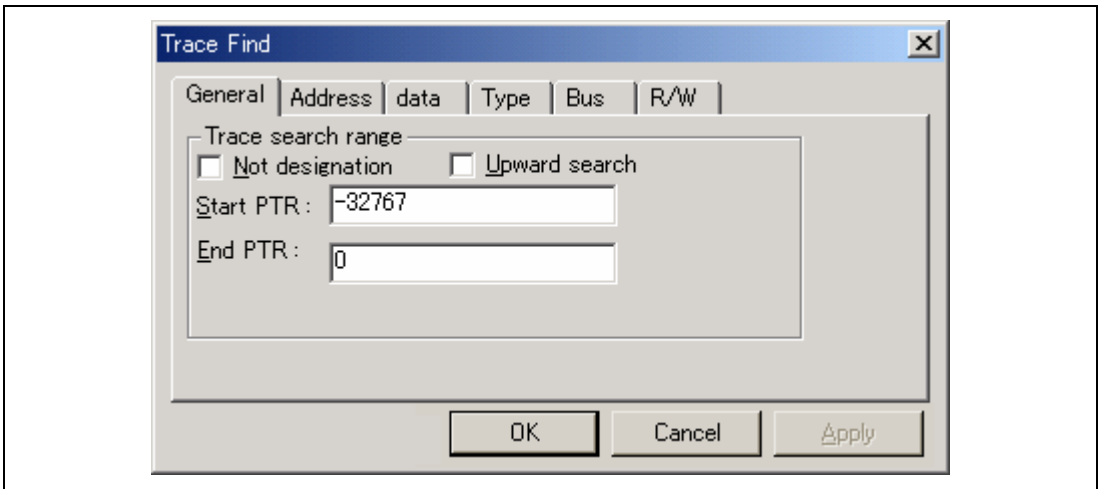 Trace Find
General Address data Type Bus R/W
Trace search range
Not designation Upward search
Start PTR : -32767
End PTR : 0
OK Cancel Apply